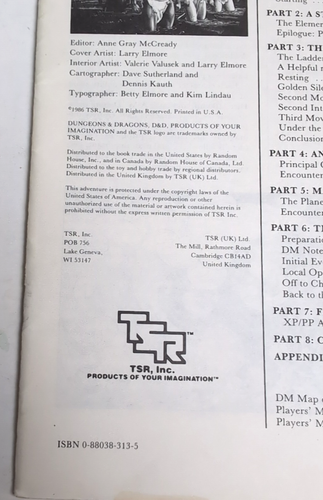 Editor: Anne Gray McCready
Cover Artist: Larry Elmore
Interior Artist: Valerie Valusek and Larry Elmore
Cartographer: Dave Sutherland and
Dennis Kauth
Typographer: Betty Elmore and Kim Lindau
©1986 TSR, Inc. All Rights Reserved. Printed in U.S.A.
DUNGEONS & DRAGONS, D&D, PRODUCTS OF YOUR
IMAGINATION and the TSR logo are trademarks owned by
TSR, Inc.
Distributed to the book trade in the United States by Random
House, Inc., and in Canada by Random House of Canada, Ltd.
Distributed to the toy and hobby trade by regional distributors.
Distributed in the United Kingdom by TSR (UK) Ltd.
This adventure is protected under the copyright laws of the
United States of America. Any reproduction or other
unauthorized use of the material or artwork contained herein is
prohibited without the express written permission of TSR Inc.
TSR, Inc.
POB 756
Lake Geneva,
WI 53147
TSR (UK) Ltd.
The Mill, Rathmore Road
Cambridge CB14AD
United Kingdom
TSR™
TSR, Inc.
PRODUCTS OF YOUR IMAGINATION™
ISBN 0-88038-313-5
PART 2: A S
The Eleme
Epilogue: P
PART 3: TH
The Ladde
A Helpful
Resting
Golden Sile
Second Mo
Second Int
Third Mov
Under the
Conclusion
PART 4: AN
Principal
Encounter
PART 5: M
The Plane
Encounter
PART 6: T
Preparatio
DM Note
Initial Ev
Local Op
Off to Ch
Back to th
PART 7: F
XP/PP A
PART 8: C
APPENDI
DM Map
Players' M
Players' M